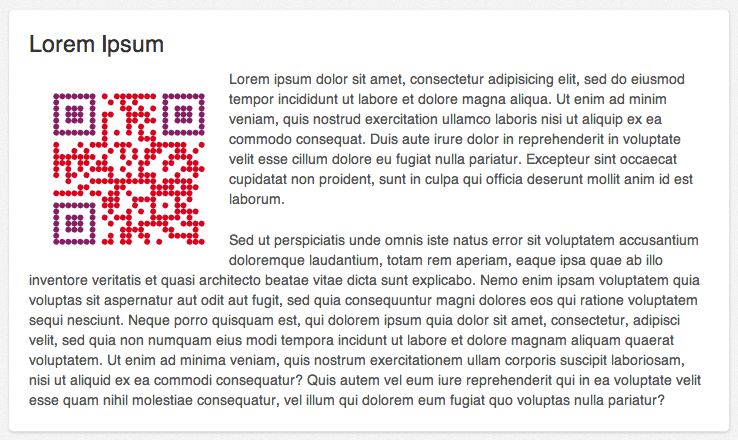 Lorem Ipsum
Lorem ipsum dolor sit amet, consectetur adipisicing elit, sed do eiusmod
tempor incididunt ut labore et dolore magna aliqua. Ut enim ad minim
veniam, quis nostrud exercitation ullamco laboris nisi ut aliquip ex ea
commodo consequat. Duis aute irure dolor in reprehenderit in voluptate
velit esse cillum dolore eu fugiat nulla pariatur. Excepteur sint occaecat
cupidatat non proident, sunt in culpa qui officia deserunt mollit anim id est
laborum.
Sed ut perspiciatis unde omnis iste natus error sit voluptatem accusantium
doloremque laudantium, totam rem aperiam, eaque ipsa quae ab illo
inventore veritatis et quasi architecto beatae vitae dicta sunt explicabo. Nemo enim ipsam voluptatem quia
voluptas sit aspernatur aut odit aut fugit, sed quia consequuntur magni dolores eos qui ratione voluptatem
sequi nesciunt. Neque porro quisquam est, qui dolorem ipsum quia dolor sit amet, consectetur, adipisci
velit, sed quia non numquam eius modi tempora incidunt ut labore et dolore magnam aliquam quaerat
voluptatem. Ut enim ad minima veniam, quis nostrum exercitationem ullam corporis suscipit laboriosam,
nisi ut aliquid ex ea commodi consequatur? Quis autem vel eum iure reprehenderit qui in ea voluptate velit
esse quam nihil molestiae consequatur, vel illum qui dolorem eum fugiat quo voluptas nulla pariatur?